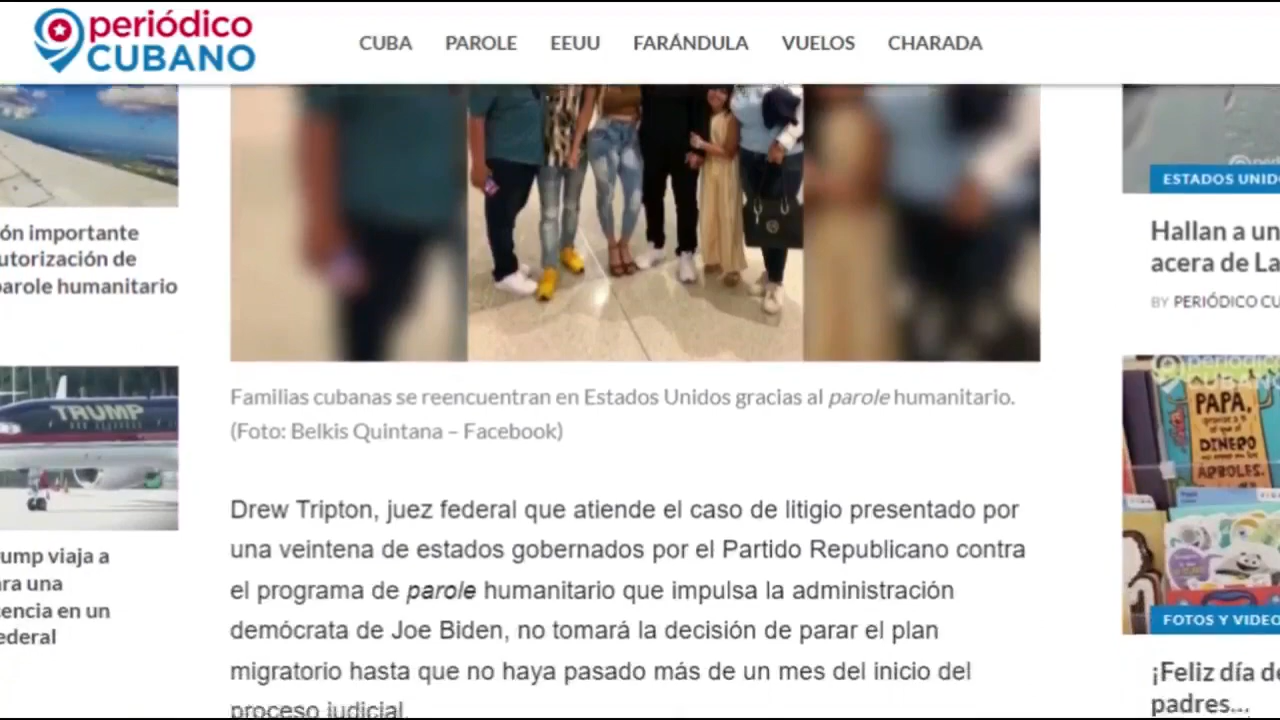 periódico
CUBANO
CUBA PAROLE EEUU FARÁNDULA VUELOS CHARADA
ón importante
utorización de
parole humanitario
TRUMP
ump viaja a
ra una
encia en un
ederal
Familias cubanas se reencuentran en Estados Unidos gracias al parole humanitario.
(Foto: Belkis Quintana – Facebook)
Drew Tripton, juez federal que atiende el caso de litigio presentado por
una veintena de estados gobernados por el Partido Republicano contra
el programa de parole humanitario que impulsa la administración
demócrata de Joe Biden, no tomará la decisión de parar el plan
migratorio hasta que no haya pasado más de un mes del inicio del
proceso judicial.
ESTADOS UNID
Hallan a un
acera de La
BY PERIÓDICO CU
periódico
CUBANO
PAPÁ,
DINERO
ÁRBOLES.
FOTOS Y VIDEO
¡Feliz día de
padres...